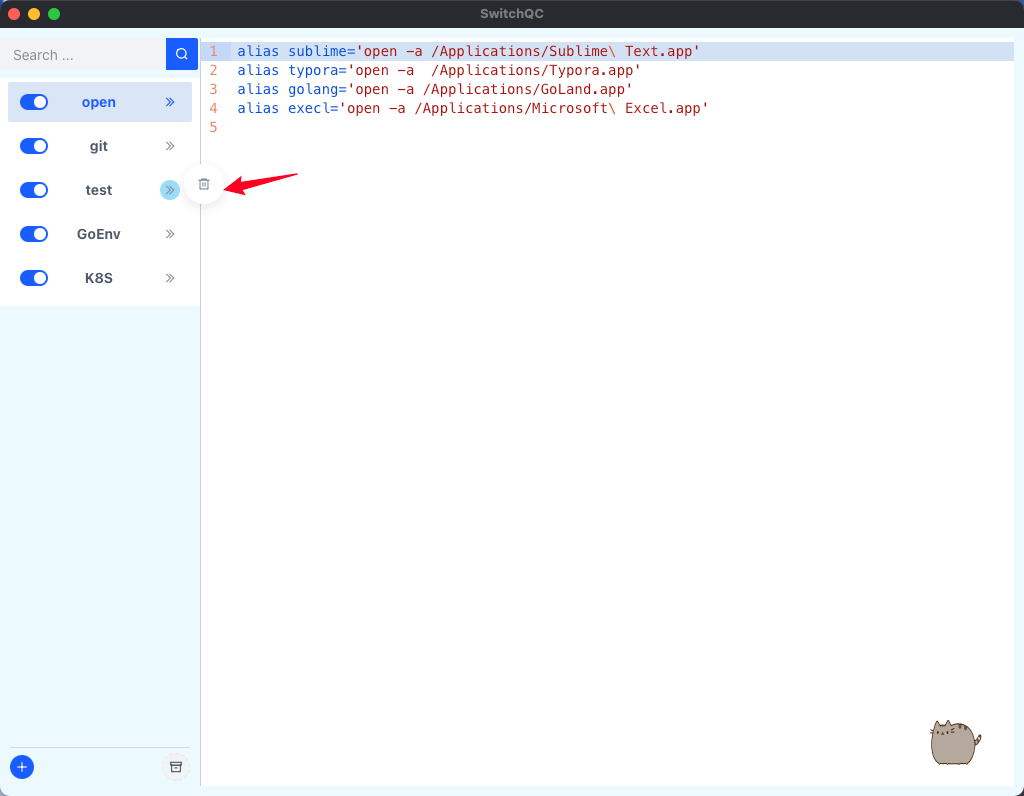 SwitchQC
Search ...
open
git
test
GoEnv
K8S
1 alias sublime='open -a /Applications/Sublime\ Text.app'
2 alias typora='open -a  /Applications/Typora.app'
3 alias golang='open -a /Applications/GoLand.app'
4 alias execl='open -a /Applications/Microsoft\ Excel.app'
5